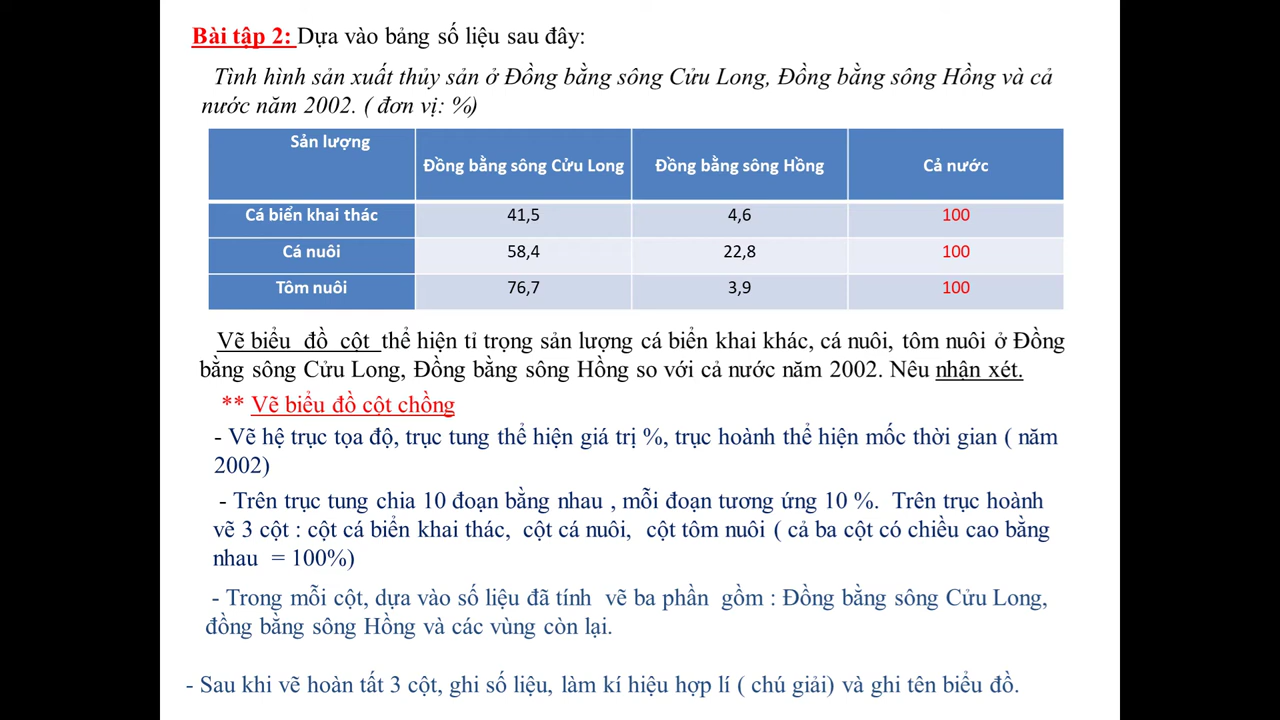 Bài tập 2: Dựa vào bảng số liệu sau đây:
Tình hình sản xuất thủy sản ở Đồng bằng sông Cửu Long, Đồng bằng sông Hồng và cả
nước năm 2002. ( đơn vị: %)
Sản lượng
Đồng bằng sông Cửu Long Đồng bằng sông Hồng Cả nước
Cá biển khai thác 41,5 4,6 100
Cá nuôi 58,4 22,8 100
Tôm nuôi 76,7 3,9 100
Vẽ biểu đồ cột thể hiện tỉ trọng sản lượng cá biển khai khác, cá nuôi, tôm nuôi ở Đồng
bằng sông Cửu Long, Đồng bằng sông Hồng so với cả nước năm 2002. Nêu nhận xét.
** Vẽ biểu đồ cột chồng
- Vẽ hệ trục tọa độ, trục tung thể hiện giá trị %, trục hoành thể hiện mốc thời gian ( năm
2002)
- Trên trục tung chia 10 đoạn bằng nhau , mỗi đoạn tương ứng 10 %. Trên trục hoành
vẽ 3 cột : cột cá biển khai thác, cột cá nuôi, cột tôm nuôi ( cả ba cột có chiều cao bằng
nhau = 100%)
- Trong mỗi cột, dựa vào số liệu đã tính vẽ ba phần gồm : Đồng bằng sông Cửu Long,
đồng bằng sông Hồng và các vùng còn lại.
- Sau khi vẽ hoàn tất 3 cột, ghi số liệu, làm kí hiệu hợp lí ( chú giải) và ghi tên biểu đồ.